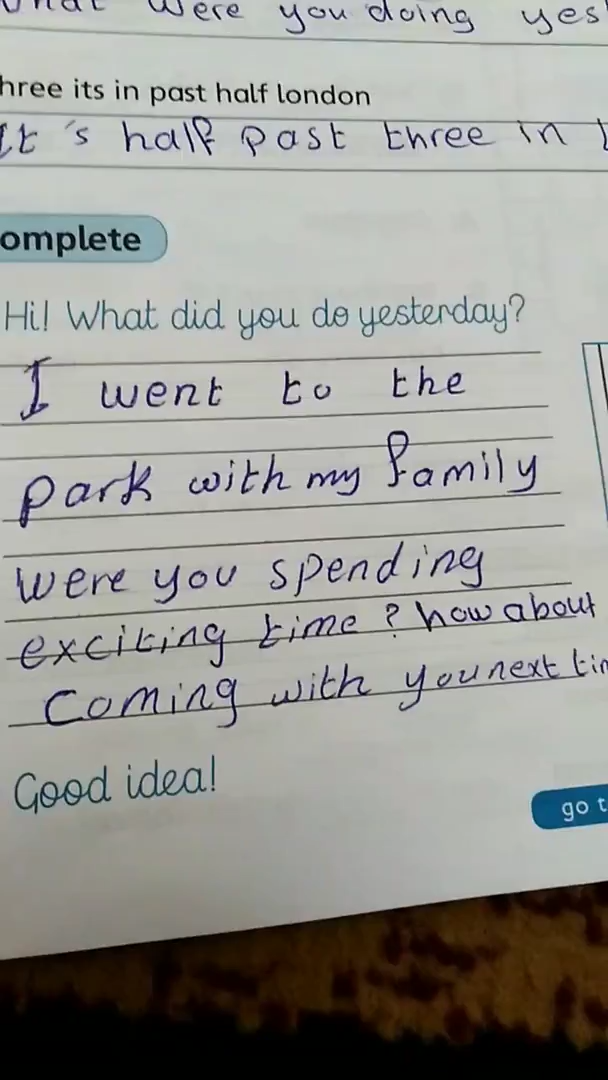 were you doing
hree its in past half london
It's half past three in
omplete
Hi! What did you do yesterday?
I went to the
park with my family
were you spending
exciting time ? how about
coming with you next
Good idea!
go t